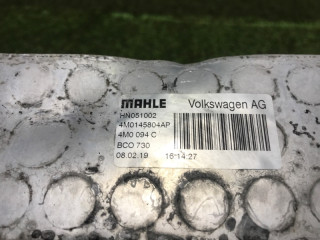 MAHLE Volkswagen AG
HN051002
4M0145804AP
4M0 094 C
BCO 730
08.02.19 16:14:27